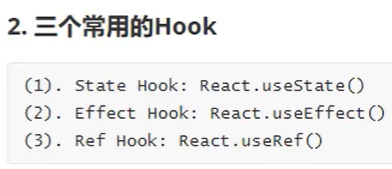 2. 三个常用的Hook
(1). State Hook: React.useState()
(2). Effect Hook: React.useEffect()
(3). Ref Hook: React.useRef()